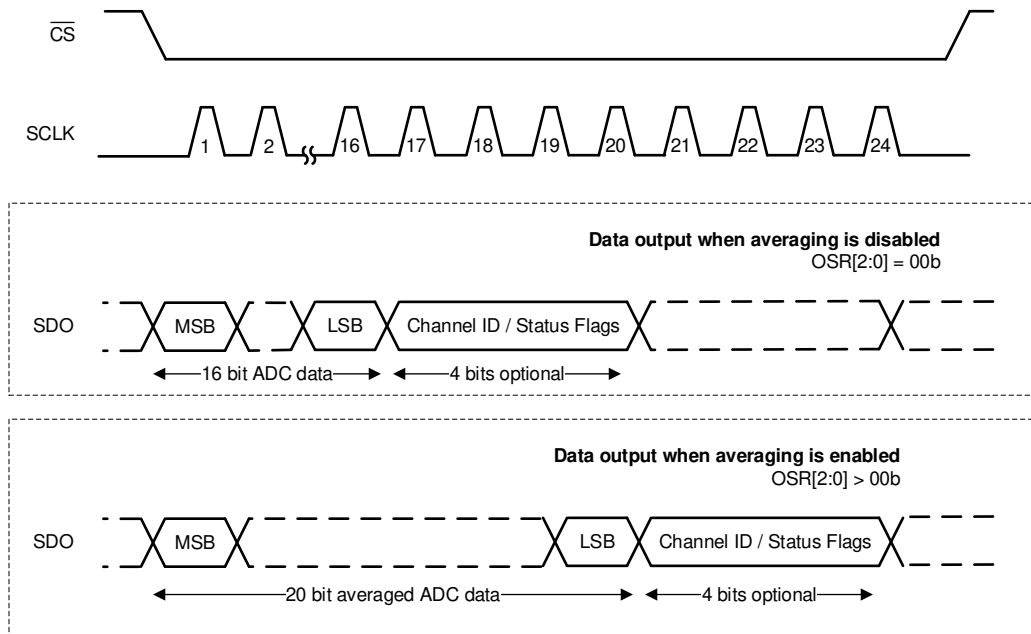 CS
SCLK
1 2 16 17 18 19 20 21 22 23 24
Data output when averaging is disabled
OSR[2:0] = 00b
SDO
MSB LSB Channel ID / Status Flags
16 bit ADC data 4 bits optional
Data output when averaging is enabled
OSR[2:0] > 00b
SDO
MSB LSB Channel ID / Status Flags
20 bit averaged ADC data 4 bits optional